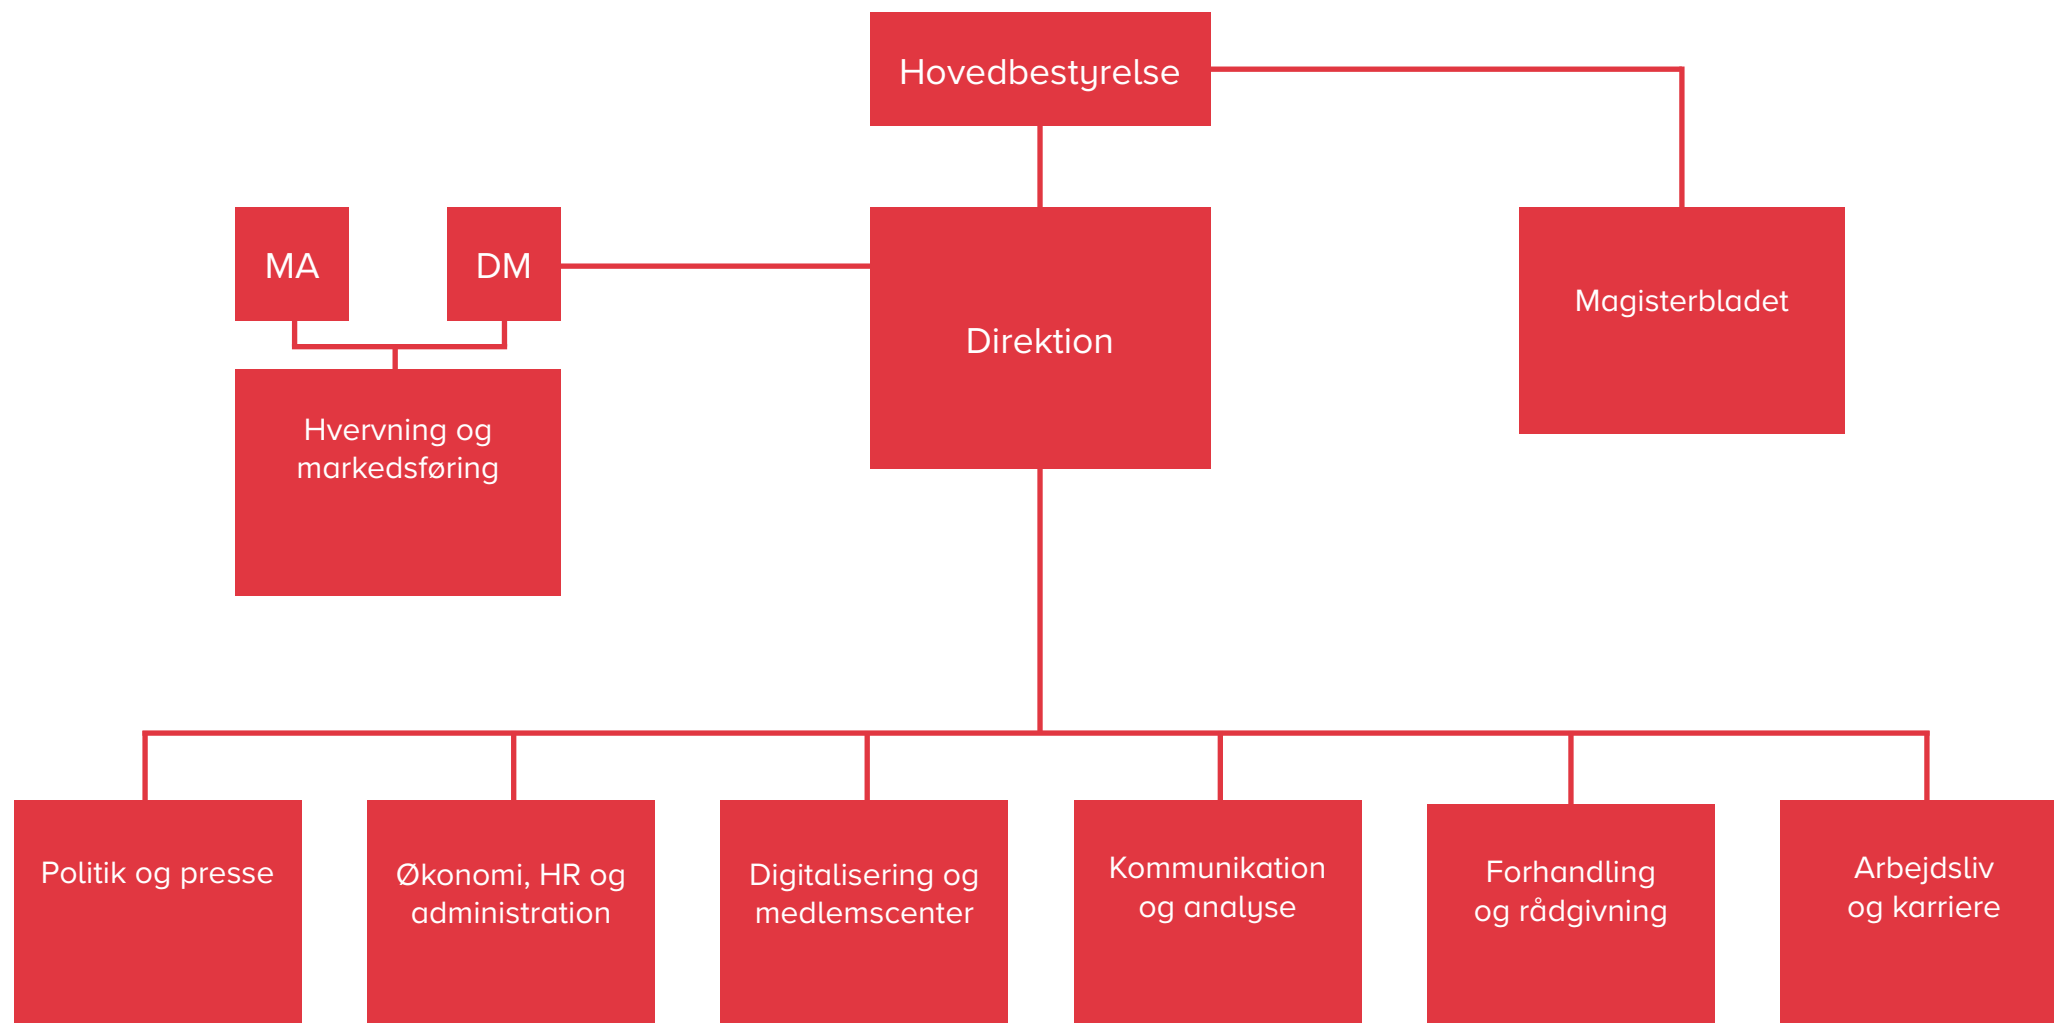 Hovedbestyrelse
MA
DM
Direktion
Magisterbladet
Hvervning og
markedsføring
Politik og presse
Økonomi, HR og
administration
Digitalisering og
medlemscenter
Kommunikation
og analyse
Forhandling
og rådgivning
Arbejdsliv
og karriere